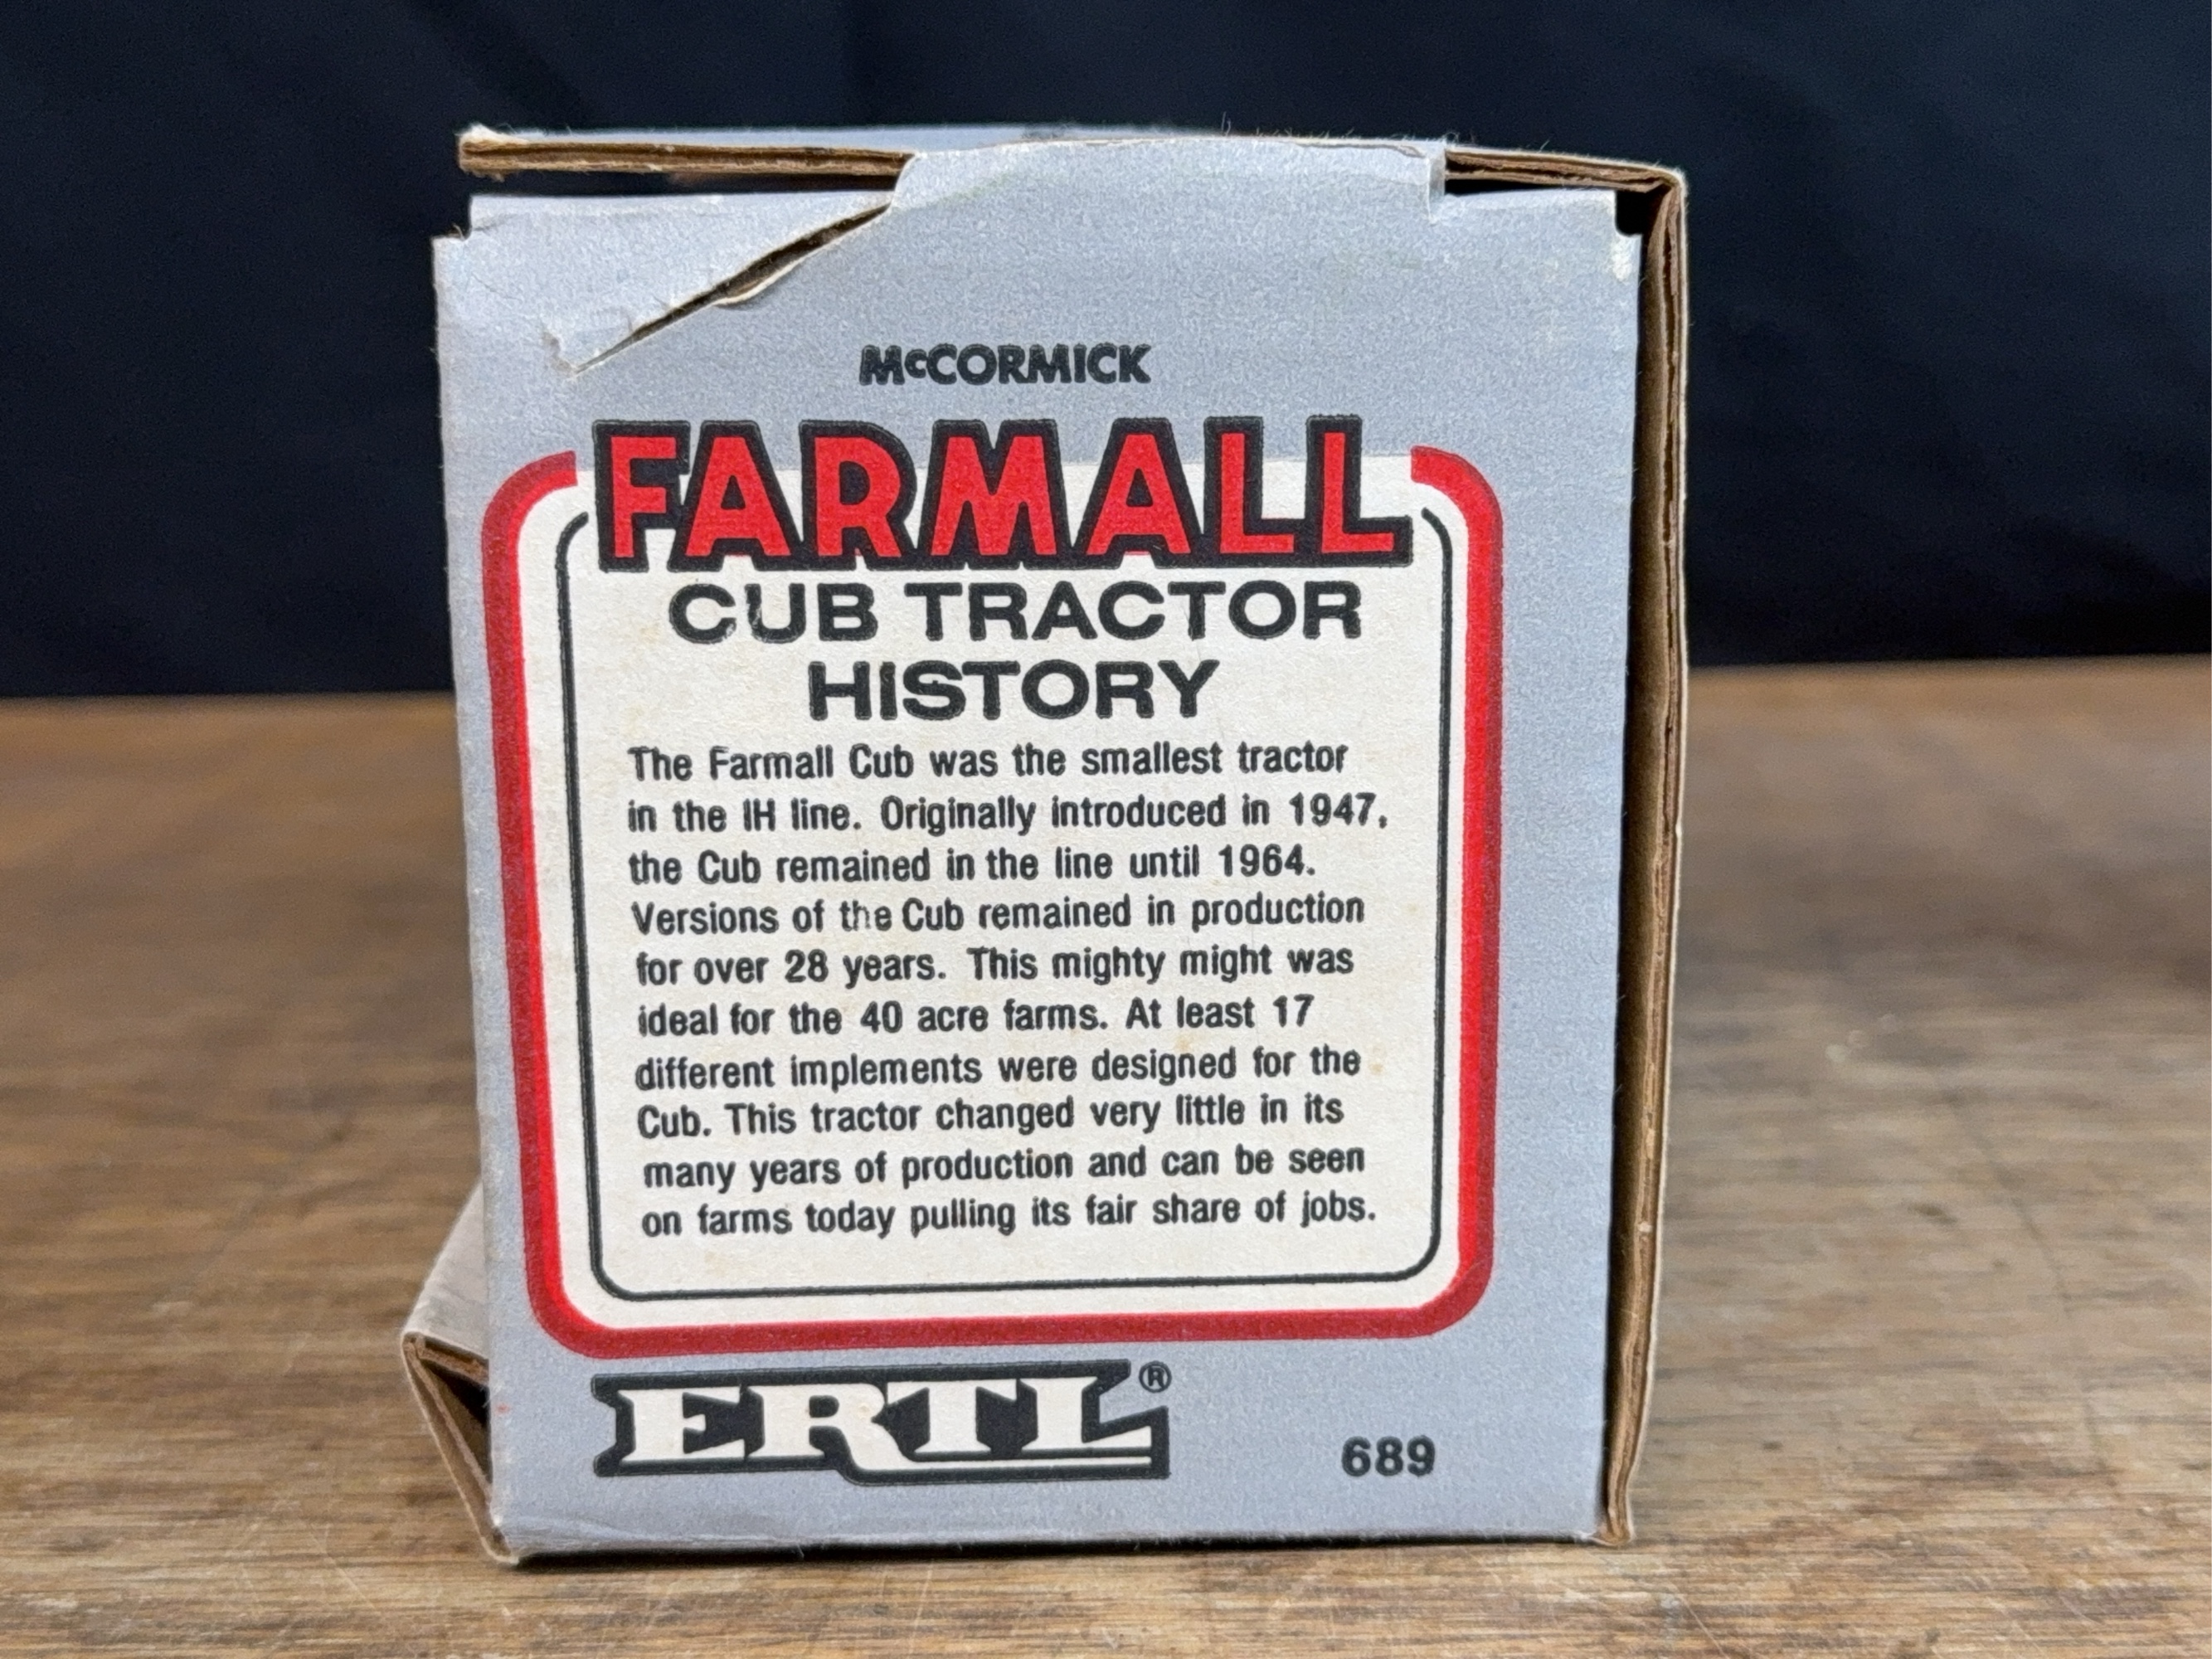 McCORMICK
FARMALL
CUB TRACTOR
HISTORY
The Farmall Cub was the smallest tractor
in the IH line. Originally introduced in 1947,
the Cub remained in the line until 1964.
Versions of the Cub remained in production
for over 28 years. This mighty might was
ideal for the 40 acre farms. At least 17
different implements were designed for the
Cub. This tractor changed very little in its
many years of production and can be seen
on farms today pulling its fair share of jobs.
ERTL®
689